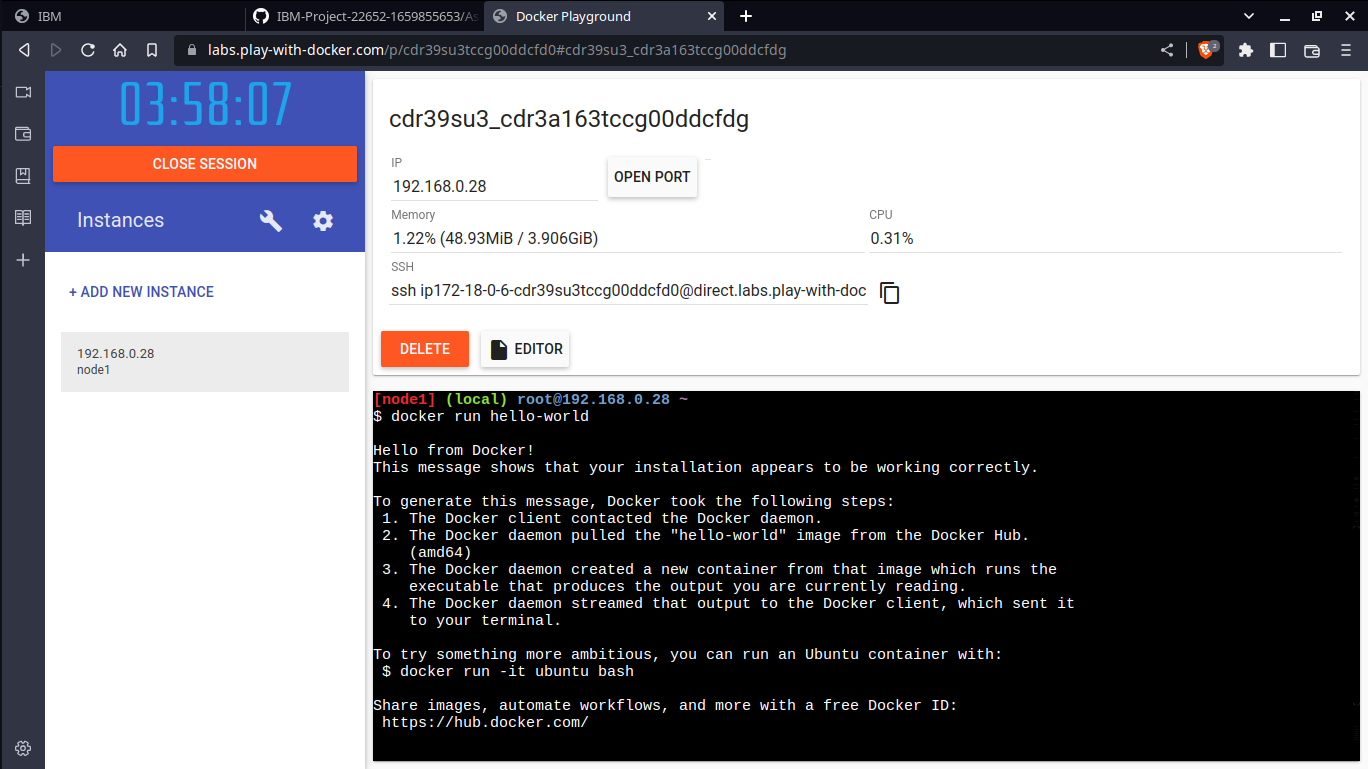 IBM
IBM-Project-22652-1659855653/As
Docker Playground
labs.play-with-docker.com/p/cdr39su3tccg00ddcfd0#cdr39su3_cdr3a163tccg00ddcfdg
2
03:58:07
CLOSE SESSION
Instances
+ ADD NEW INSTANCE
192.168.0.28
node1
cdr39su3_cdr3a163tccg00ddcfdg
IP
192.168.0.28
OPEN PORT
Memory
1.22% (48.93MiB / 3.906GiB)
CPU
0.31%
SSH
ssh ip172-18-0-6-cdr39su3tccg00ddcfd0@direct.labs.play-with-doc
DELETE
EDITOR
[node1] (local) root@192.168.0.28 ~
$ docker run hello-world
Hello from Docker!
This message shows that your installation appears to be working correctly.
To generate this message, Docker took the following steps:
1. The Docker client contacted the Docker daemon.
2. The Docker daemon pulled the "hello-world" image from the Docker Hub.
(amd64)
3. The Docker daemon created a new container from that image which runs the
executable that produces the output you are currently reading.
4. The Docker daemon streamed that output to the Docker client, which sent it
to your terminal.
To try something more ambitious, you can run an Ubuntu container with:
$ docker run -it ubuntu bash
Share images, automate workflows, and more with a free Docker ID:
https://hub.docker.com/